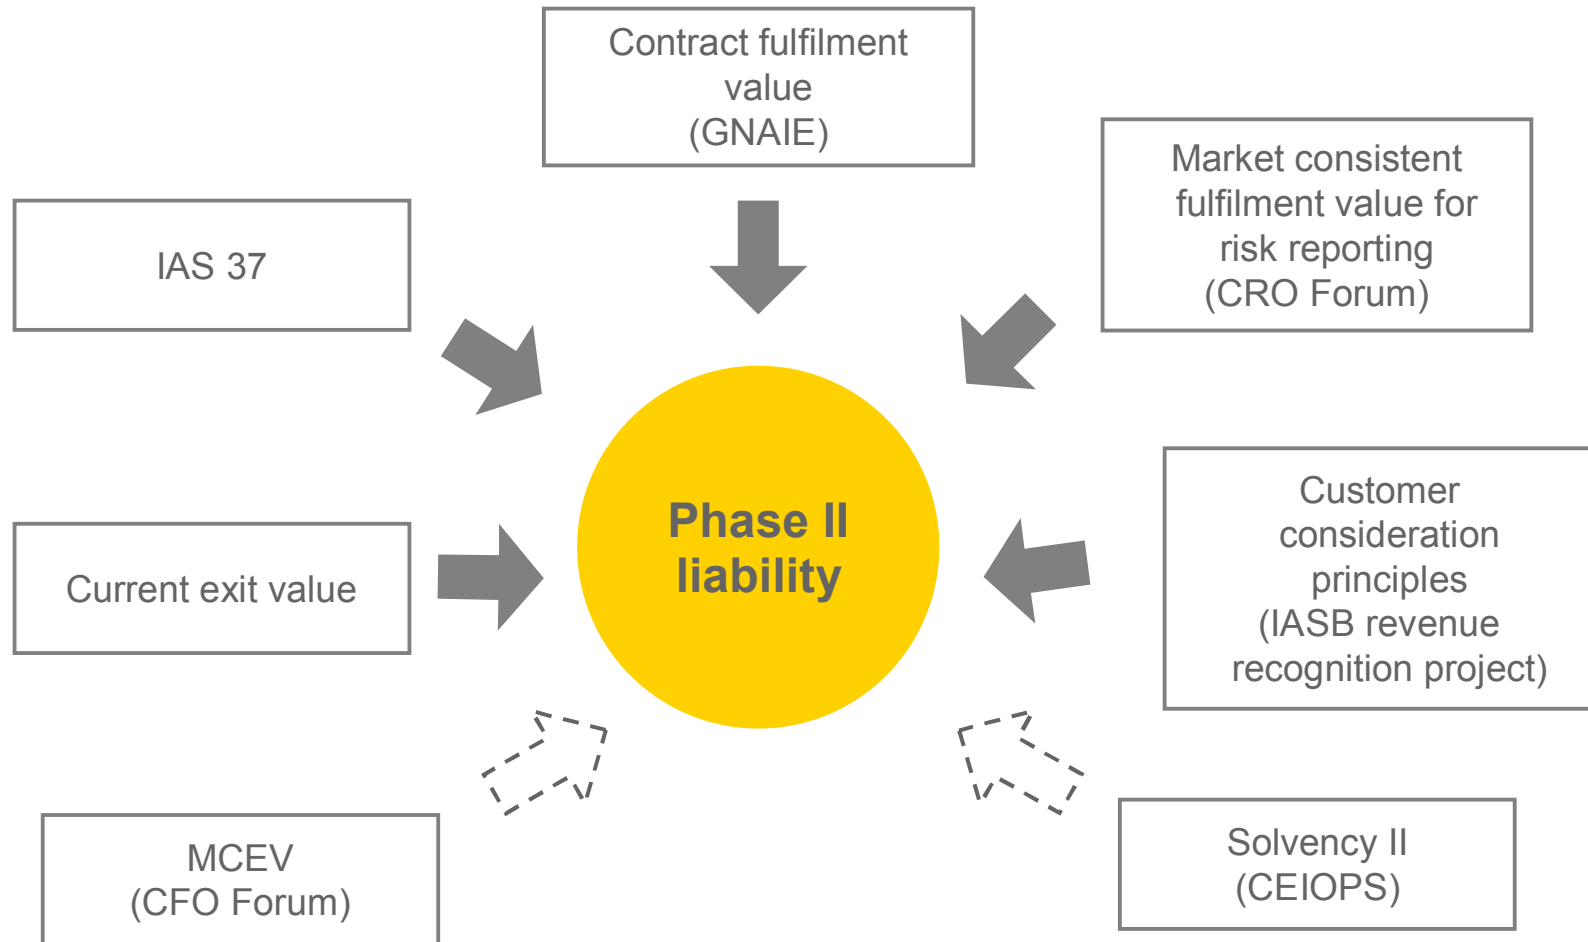 Contract fulfilment
value
(GNAIE)
Market consistent
fulfilment value for
risk reporting
(CRO Forum)
IAS 37
Customer
consideration
principles
(IASB revenue
recognition project)
Phase II
liability
Current exit value
MCEV
(CFO Forum)
Solvency II
(CEIOPS)